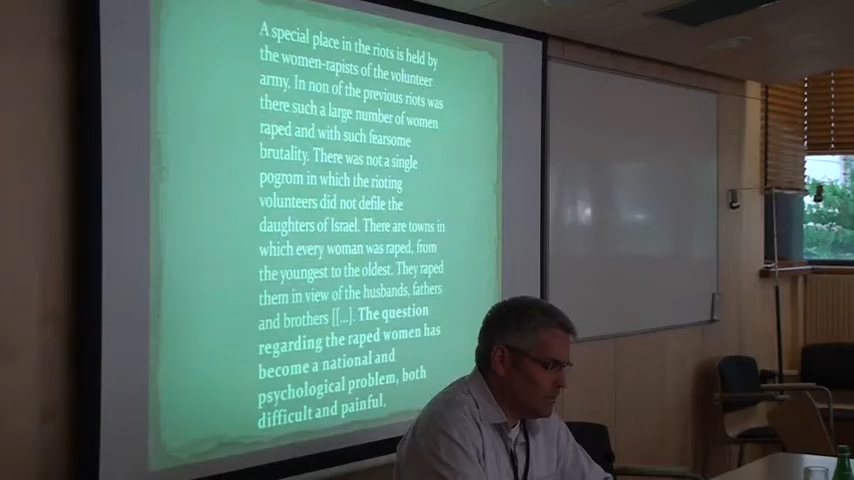 A special place in the riots is held by
the women-rapists of the volunteer
army. In non of the previous riots was
there such a large number of women
raped and with such fearsome
brutality. There was not a single
pogrom in which the rioting
volunteers did not defile the
daughters of Israel. There are towns in
which every woman was raped, from
the youngest to the oldest. They raped
them in view of the husbands, fathers
and brothers [[...]. The question
regarding the raped women has
become a national and
psychological problem, both
difficult and painful.